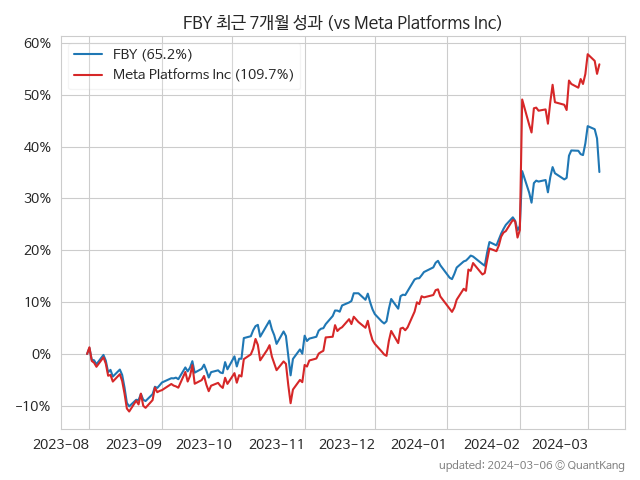 FBY 최근 7개월 성과 (vs Meta Platforms Inc)
60%
FBY (65.2%)
Meta Platforms Inc (109.7%)
50%
40%
30%
20%
10%
0%
−10%
2023-08 2023-09 2023-10 2023-11 2023-12 2024-01 2024-02 2024-03
updated: 2024-03-06 © QuantKang